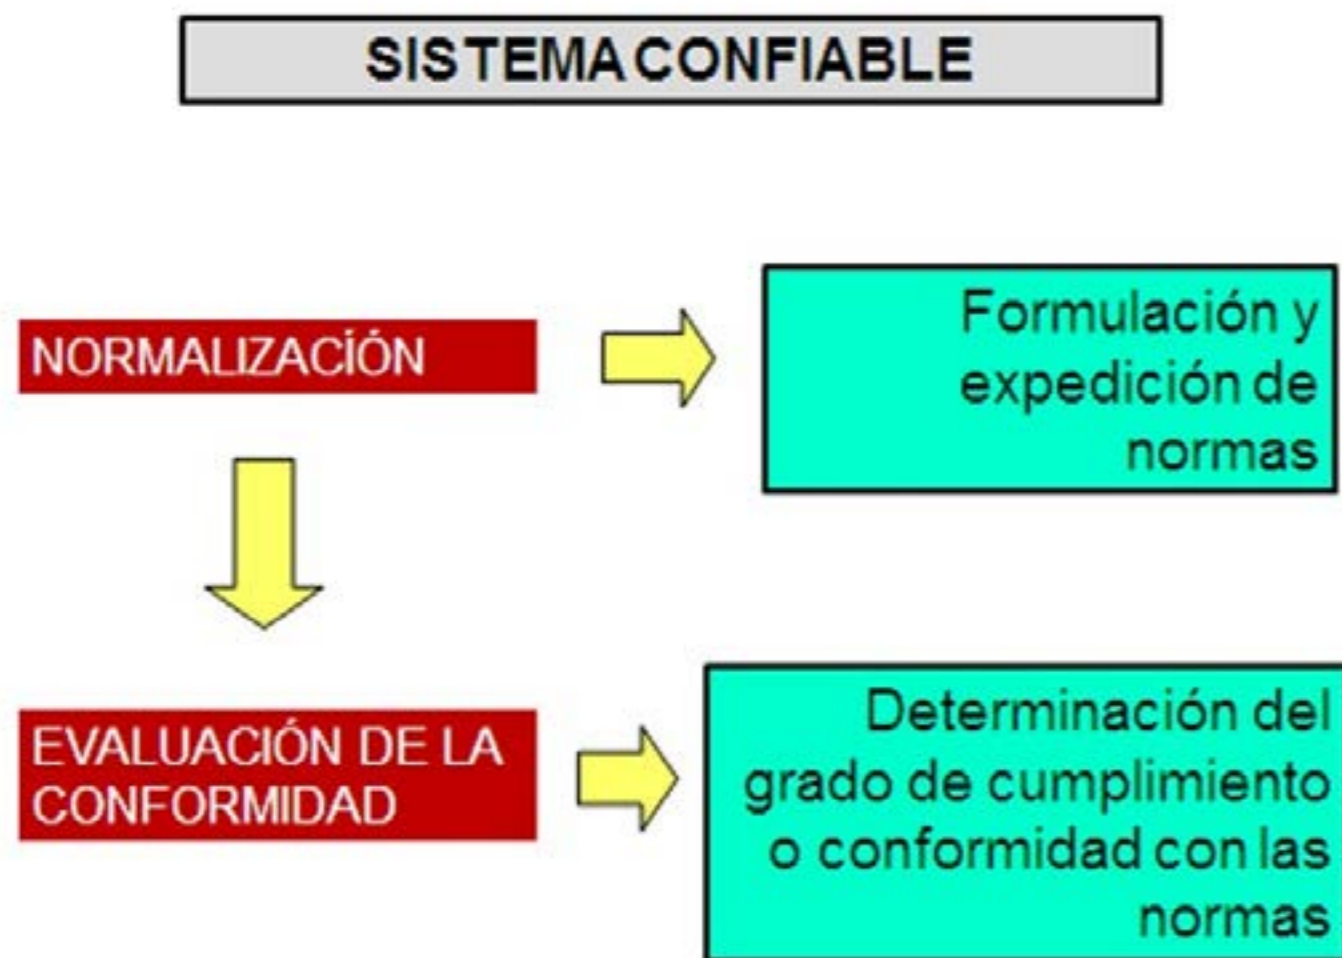 SISTEMA CONFIABLE
NORMALIZACÍÓN
Formulación y
expedición de
normas
EVALUACIÓN DE LA
CONFORMIDAD
Determinación del
grado de cumplimiento
o conformidad con las
normas